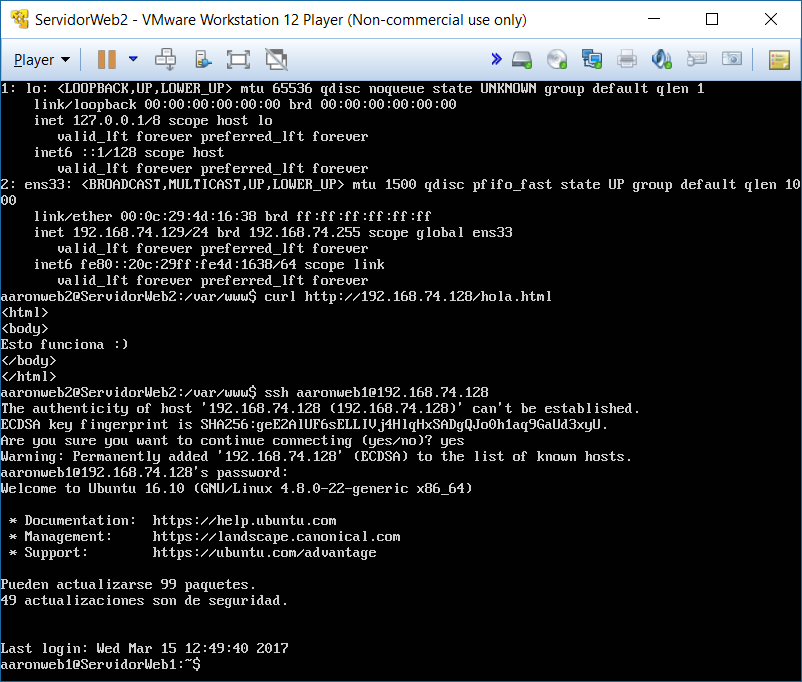 ServidorWeb2 - VMware Workstation 12 Player (Non-commercial use only)
Player
1: lo: <LOOPBACK,UP,LOWER_UP> mtu 65536 qdisc noqueue state UNKNOWN group default qlen 1
    link/loopback 00:00:00:00:00:00 brd 00:00:00:00:00:00
    inet 127.0.0.1/8 scope host lo
       valid_lft forever preferred_lft forever
    inet6 ::1/128 scope host
       valid_lft forever preferred_lft forever
2: ens33: <BROADCAST,MULTICAST,UP,LOWER_UP> mtu 1500 qdisc pfifo_fast state UP group default qlen 10
00
    link/ether 00:0c:29:4d:16:38 brd ff:ff:ff:ff:ff:ff
    inet 192.168.74.129/24 brd 192.168.74.255 scope global ens33
       valid_lft forever preferred_lft forever
    inet6 fe80::20c:29ff:fe4d:1638/64 scope link
       valid_lft forever preferred_lft forever
aaronweb2@ServidorWeb2:/var/www$ curl http://192.168.74.128/hola.html
<html>
<body>
Esto funciona :)
</body>
</html>
aaronweb2@ServidorWeb2:/var/www$ ssh aaronweb1@192.168.74.128
The authenticity of host '192.168.74.128 (192.168.74.128)' can't be established.
ECDSA key fingerprint is SHA256:geE2AlUF6sELLIVj4HlqHxSADgQJo0h1aq9GaUd3xyU.
Are you sure you want to continue connecting (yes/no)? yes
Warning: Permanently added '192.168.74.128' (ECDSA) to the list of known hosts.
aaronweb1@192.168.74.128's password:
Welcome to Ubuntu 16.10 (GNU/Linux 4.8.0-22-generic x86_64)
 * Documentation:  https://help.ubuntu.com
 * Management:     https://landscape.canonical.com
 * Support:        https://ubuntu.com/advantage
Pueden actualizarse 99 paquetes.
49 actualizaciones son de seguridad.
Last login: Wed Mar 15 12:49:40 2017
aaronweb1@ServidorWeb1:~$